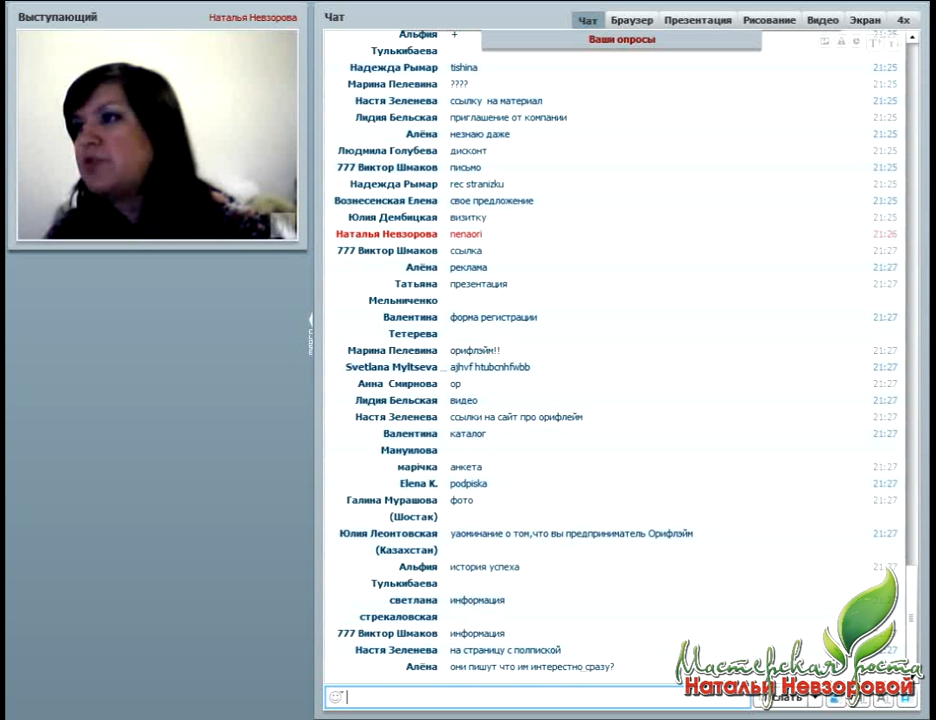 Выступающий Наталья Невзорова
Чат Чат Браузер Презентация Рисование Видео Экран 4x
Ваши опросы
Альфия + 21:25
Тулькибаева
Надежда Рымар tishina 21:25
Марина Пелевина ???? 21:25
Настя Зеленева ссылку на материал 21:25
Лидия Бельская приглашение от компании 21:25
Алёна незнаю даже 21:25
Людмила Голубева дисконт 21:25
777 Виктор Шмаков письмо 21:25
Надежда Рымар rec stranizku 21:25
Вознесенская Елена свое предложение 21:25
Юлия Дембицкая визитку 21:25
Наталья Невзорова nenaori 21:26
777 Виктор Шмаков ссылка 21:27
Алёна реклама 21:27
Татьяна презентация 21:27
Мельниченко
Валентина форма регистрации 21:27
Тетерева
Марина Пелевина орифлэйм!! 21:27
Svetlana Myltseva ... ajhvf htubcnhfwbb 21:27
Анна Смирнова ор 21:27
Лидия Бельская видео 21:27
Настя Зеленева ссылки на сайт про орифлейм 21:27
Валентина каталог 21:27
Мануилова
марічка анкета 21:27
Elena K. podpiska 21:27
Галина Мурашова фото 21:27
(Шостак)
Юлия Леонтовская уаоминание о том,что вы предприниматель Орифлэйм 21:27
(Казахстан)
Альфия история успеха 21:27
Тулькибаева
светлана информация
стрекаловская
777 Виктор Шмаков информация
Настя Зеленева на страницу с полпиской
Алёна они пишут что им интерестно сразу?
Мастерская роста
Натальи Невзоровой